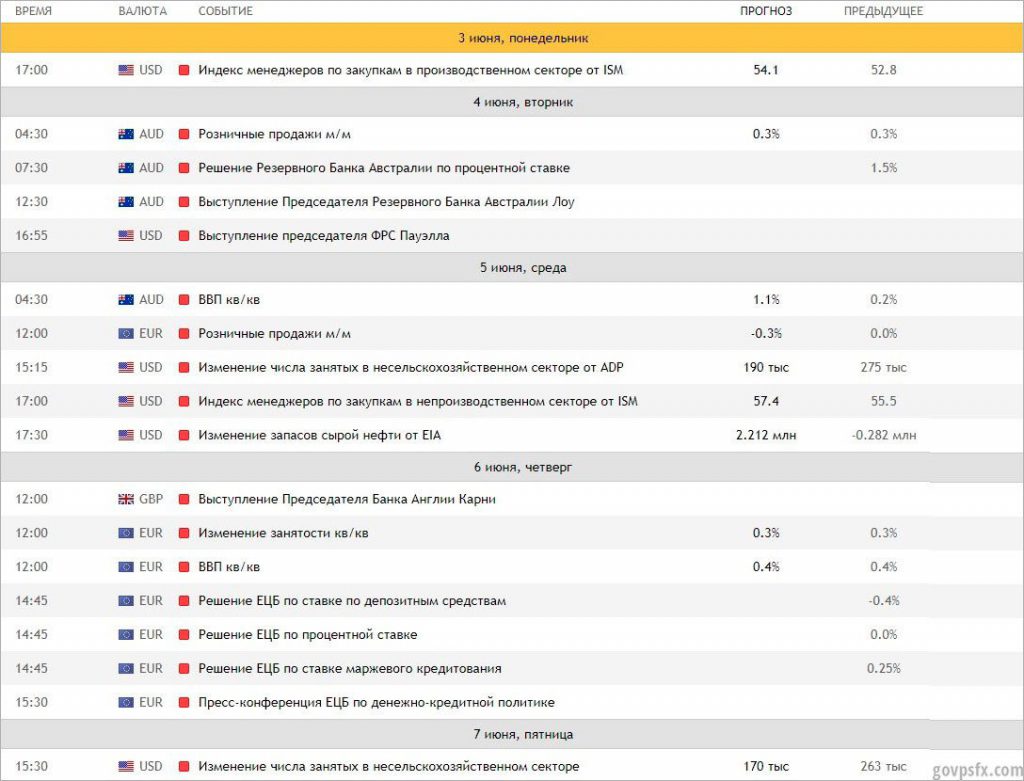 ВРЕМЯ ВАЛЮТА СОБЫТИЕ ПРОГНОЗ ПРЕДЫДУЩЕЕ
3 июня, понедельник
17:00 USD Индекс менеджеров по закупкам в производственном секторе от ISM 54.1 52.8
4 июня, вторник
04:30 AUD Розничные продажи м/м 0.3% 0.3%
07:30 AUD Решение Резервного Банка Австралии по процентной ставке 1.5%
12:30 AUD Выступление Председателя Резервного Банка Австралии Лоу
16:55 USD Выступление председателя ФРС Пауэлла
5 июня, среда
04:30 AUD ВВП кв/кв 1.1% 0.2%
12:00 EUR Розничные продажи м/м -0.3% 0.0%
15:15 USD Изменение числа занятых в несельскохозяйственном секторе от ADP 190 тыс 275 тыс
17:00 USD Индекс менеджеров по закупкам в непроизводственном секторе от ISM 57.4 55.5
17:30 USD Изменение запасов сырой нефти от EIA 2.212 млн -0.282 млн
6 июня, четверг
12:00 GBP Выступление Председателя Банка Англии Карни
12:00 EUR Изменение занятости кв/кв 0.3% 0.3%
12:00 EUR ВВП кв/кв 0.4% 0.4%
14:45 EUR Решение ЕЦБ по ставке по депозитным средствам -0.4%
14:45 EUR Решение ЕЦБ по процентной ставке 0.0%
14:45 EUR Решение ЕЦБ по ставке маржевого кредитования 0.25%
15:30 EUR Пресс-конференция ЕЦБ по денежно-кредитной политике
7 июня, пятница
15:30 USD Изменение числа занятых в несельскохозяйственном секторе 170 тыс 263 тыс
govpsfx.com